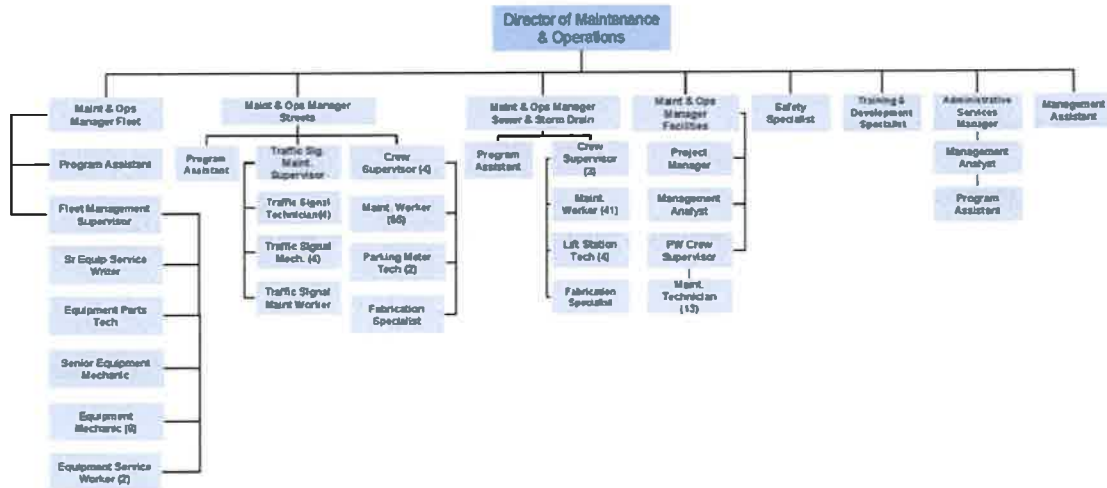 Director of Maintenance
& Operations
Maint & Ops
Manager Fleet
Program Assistant
Fleet Management
Supervisor
Sr Equip Service
Writer
Equipment Parts
Tech
Senior Equipment
Mechanic
Equipment
Mechanic
Equipment Service
Worker (2)
Maint & Ops Manager
Streets
Program
Assistant
Traffic Sig.
Maint.
Supervisor
Traffic Signal
Technician(4)
Traffic Signal
Mech. (4)
Traffic Signal
Maint Worker
Crew
Supervisor (4)
Maint. Worker
Parking Meter
Tech (2)
Fabrication
Specialist
Maint & Ops Manager
Sewer & Storm Drain
Program
Assistant
Crew
Supervisor
Maint.
Worker (41)
Lift Station
Tech (4)
Fabrication
Specialist
Maint & Ops
Manager
Facilities
Project
Manager
Management
Analyst
PW Crew
Supervisor
Maint.
Technician
(13)
Safety
Specialist
Training &
Development
Specialist
Administrative
Services
Manager
Management
Analyst
Program
Assistant
Management
Assistant